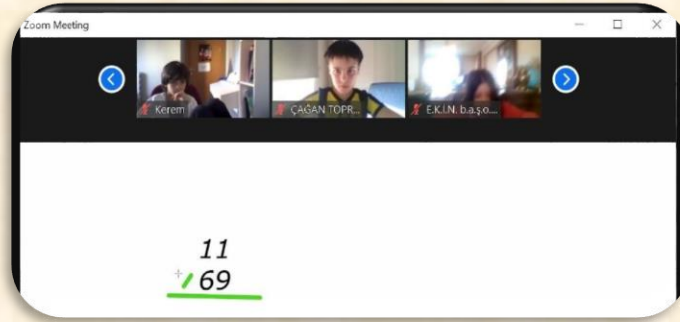 Zoom Meeting
Kerem
ÇAĞAN TOPR...
E.K.İ.N. b.a.ş.o....
11
69